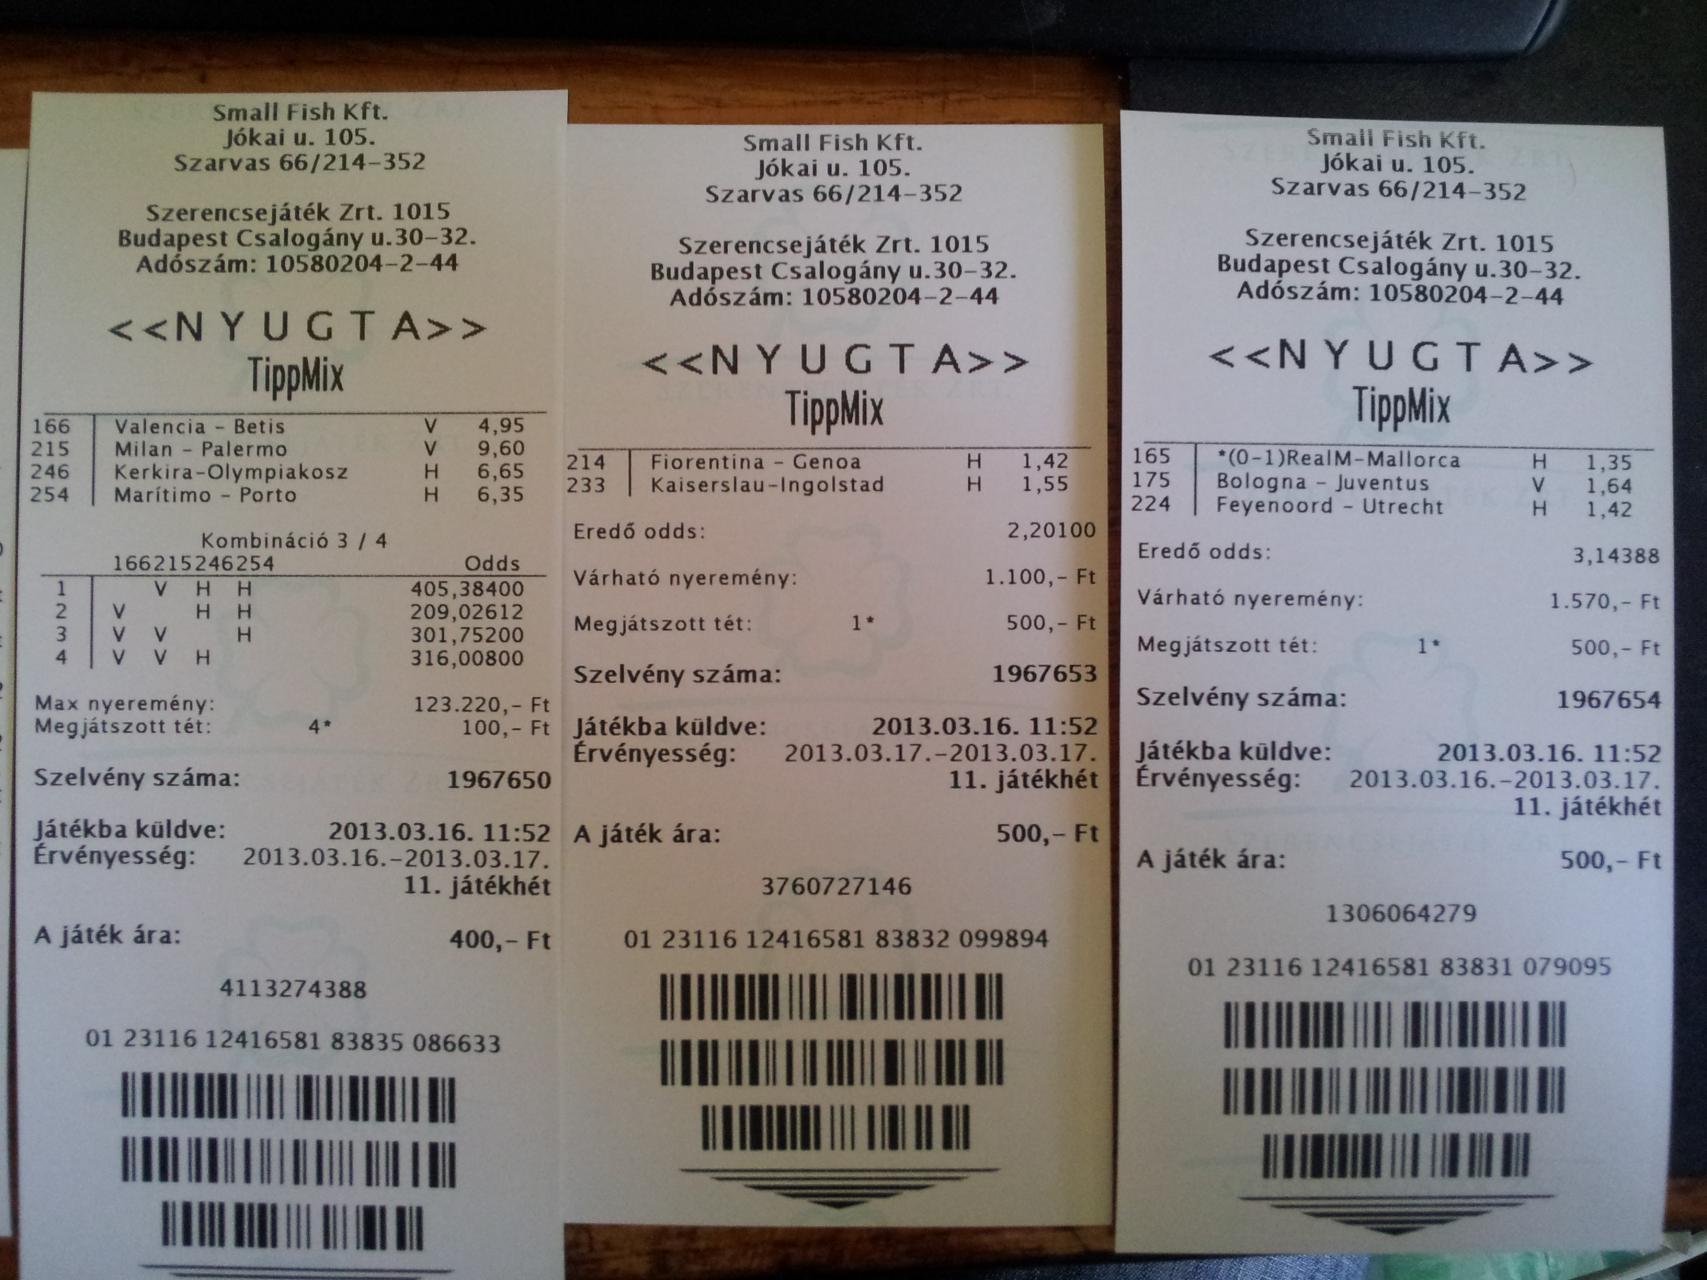 Small Fish Kft.
Jókai u. 105.
Szarvas 66/214-352
Szerencsejáték Zrt. 1015
Budapest Csalogány u.30-32.
Adószám: 10580204-2-44
<<NYUGTA>>
TippMix
166 Valencia - Betis V 4,95
215 Milan - Palermo V 9,60
246 Kerkira-Olympiakosz H 6,65
254 Marítimo - Porto H 6,35
Kombináció 3 / 4
166215246254 Odds
1 V H H 405,38400
2 V H H 209,02612
3 V V H 301,75200
4 V V H 316,00800
Max nyeremény: 123.220,- Ft
Megjátszott tét: 4* 100,- Ft
Szelvény száma: 1967650
Játékba küldve: 2013.03.16. 11:52
Érvényesség: 2013.03.16.-2013.03.17.
11. játékhét
A játék ára: 400,- Ft
4113274388
01 23116 12416581 83835 086633
Small Fish Kft.
Jókai u. 105.
Szarvas 66/214-352
Szerencsejáték Zrt. 1015
Budapest Csalogány u.30-32.
Adószám: 10580204-2-44
<<NYUGTA>>
TippMix
214 Fiorentina - Genoa H 1,42
233 Kaiserslau-Ingolstad H 1,55
Eredő odds: 2,20100
Várható nyeremény: 1.100,- Ft
Megjátszott tét: 1* 500,- Ft
Szelvény száma: 1967653
Játékba küldve: 2013.03.16. 11:52
Érvényesség: 2013.03.17.-2013.03.17.
11. játékhét
A játék ára: 500,- Ft
3760727146
01 23116 12416581 83832 099894
Small Fish Kft.
Jókai u. 105.
Szarvas 66/214-352
Szerencsejáték Zrt. 1015
Budapest Csalogány u.30-32.
Adószám: 10580204-2-44
<<NYUGTA>>
TippMix
165 *(0-1)RealM-Mallorca H 1,35
175 Bologna - Juventus V 1,64
224 Feyenoord - Utrecht H 1,42
Eredő odds: 3,14388
Várható nyeremény: 1.570,- Ft
Megjátszott tét: 1* 500,- Ft
Szelvény száma: 1967654
Játékba küldve: 2013.03.16. 11:52
Érvényesség: 2013.03.16.-2013.03.17.
11. játékhét
A játék ára: 500,- Ft
1306064279
01 23116 12416581 83831 079095